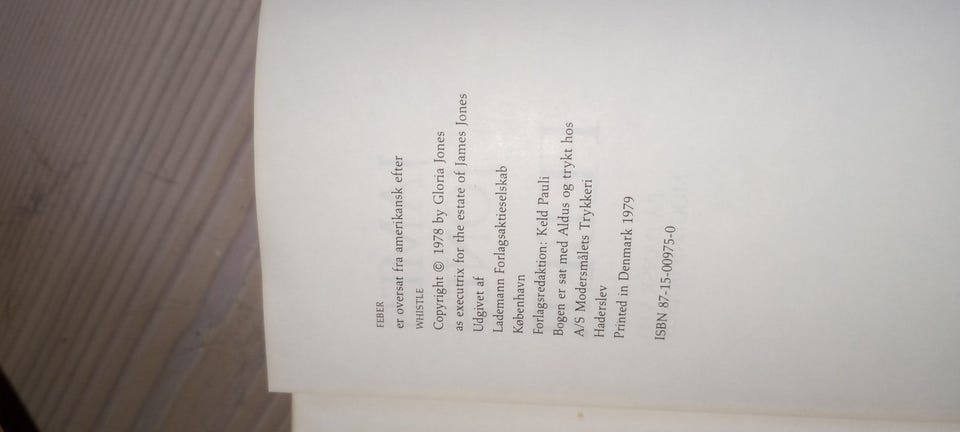 FEBER
er oversat fra amerikansk efter
WHISTLE
Copyright © 1978 by Gloria Jones
as executrix for the estate of James Jones
Udgivet af
Lademann Forlagsaktieselskab
København
Forlagsredaktion: Keld Pauli
Bogen er sat med Aldus og trykt hos
A/S Modersmålets Trykkeri
Haderslev
Printed in Denmark 1979
ISBN 87-15-00975-0